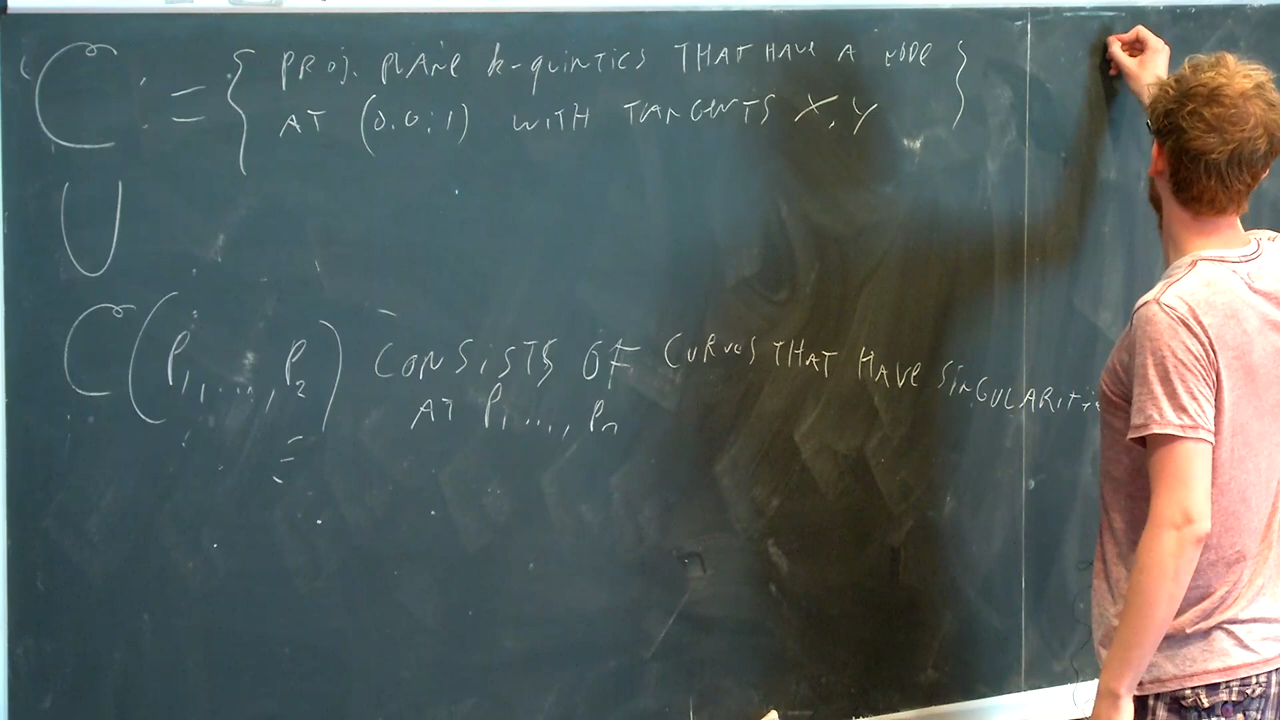 C := { PROJ. PLANE k-quintics THAT HAVE A NODE
AT (0:0:1) WITH TANGENTS X, Y }
U
C(P1, ..., P2) CONSISTS OF CURVES THAT HAVE SINGULARITIE
AT P1 ..., Pn